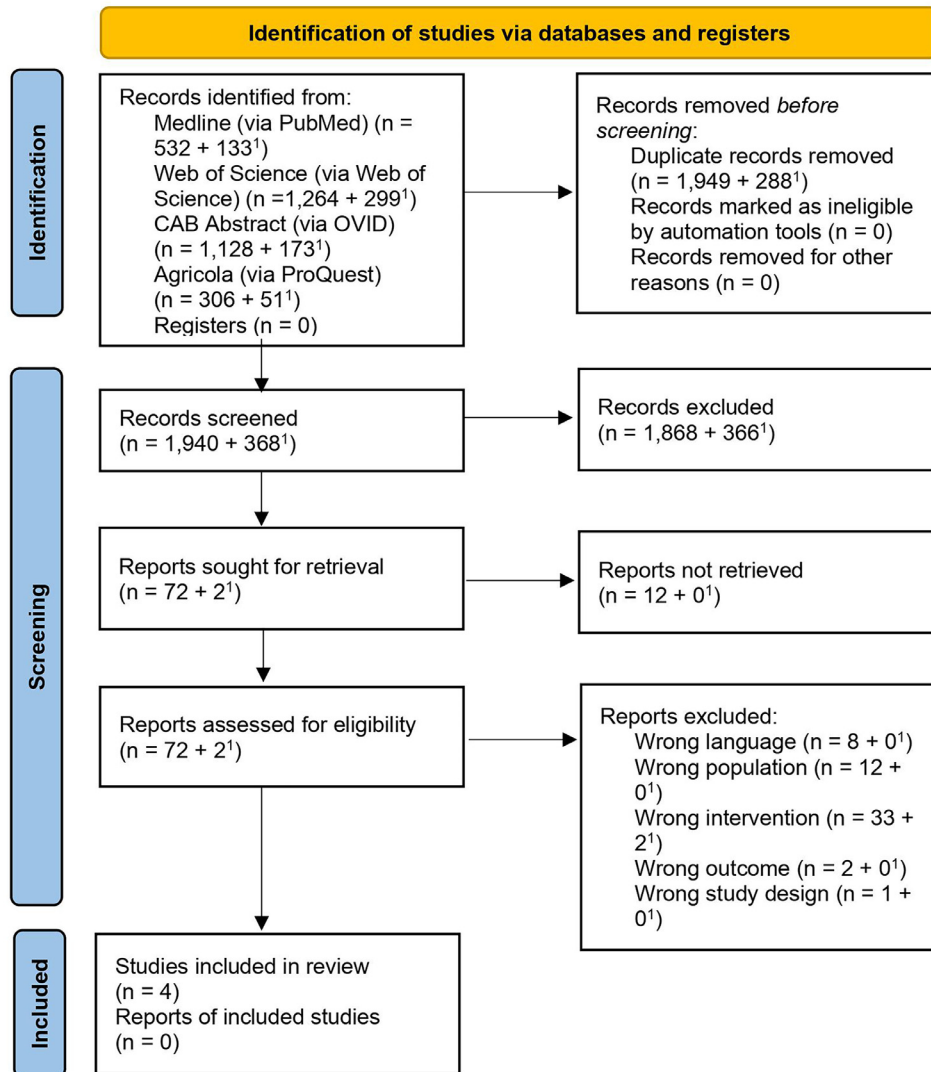 Identification of studies via databases and registers
Identification
Records identified from:
Medline (via PubMed) (n =
532 + 133¹)
Web of Science (via Web of
Science) (n =1,264 + 299¹)
CAB Abstract (via OVID)
(n = 1,128 + 173¹)
Agricola (via ProQuest)
(n = 306 + 51¹)
Registers (n = 0)
Records removed before
screening:
Duplicate records removed
(n = 1,949 + 288¹)
Records marked as ineligible
by automation tools (n = 0)
Records removed for other
reasons (n = 0)
Screening
Records screened
(n = 1,940 + 368¹)
Records excluded
(n = 1,868 + 366¹)
Reports sought for retrieval
(n = 72 + 2¹)
Reports not retrieved
(n = 12 + 0¹)
Reports assessed for eligibility
(n = 72 + 2¹)
Reports excluded:
Wrong language (n = 8 + 0¹)
Wrong population (n = 12 +
0¹)
Wrong intervention (n = 33 +
2¹)
Wrong outcome (n = 2 + 0¹)
Wrong study design (n = 1 +
0¹)
Included
Studies included in review
(n = 4)
Reports of included studies
(n = 0)